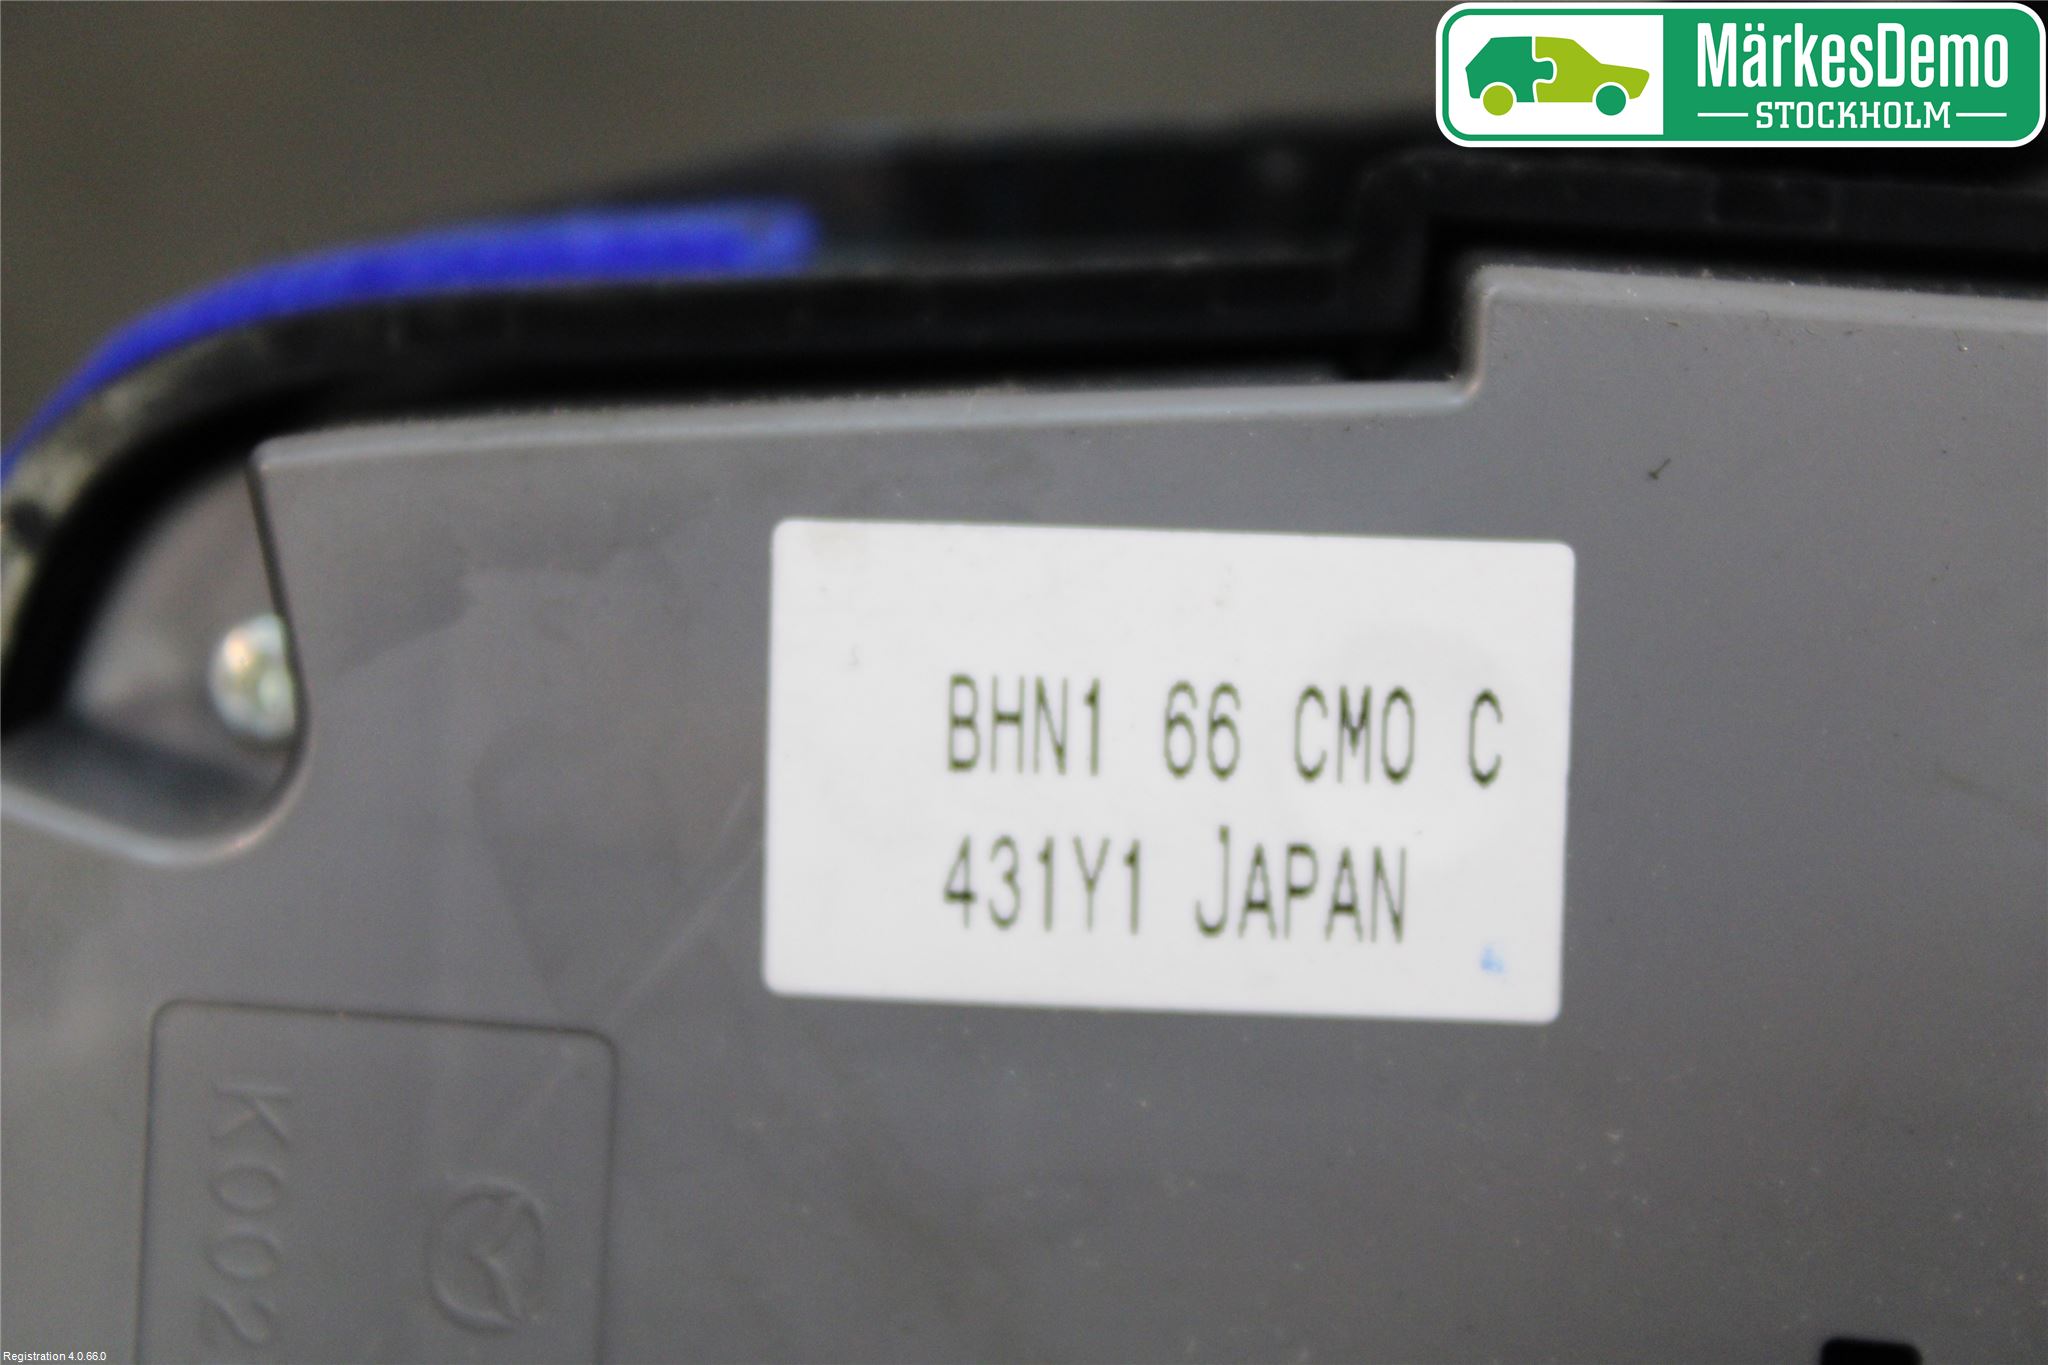 MärkesDemo
STOCKHOLM
BHN1 66 CM0 C
431Y1 JAPAN
K002
Registration 4.0.66.0